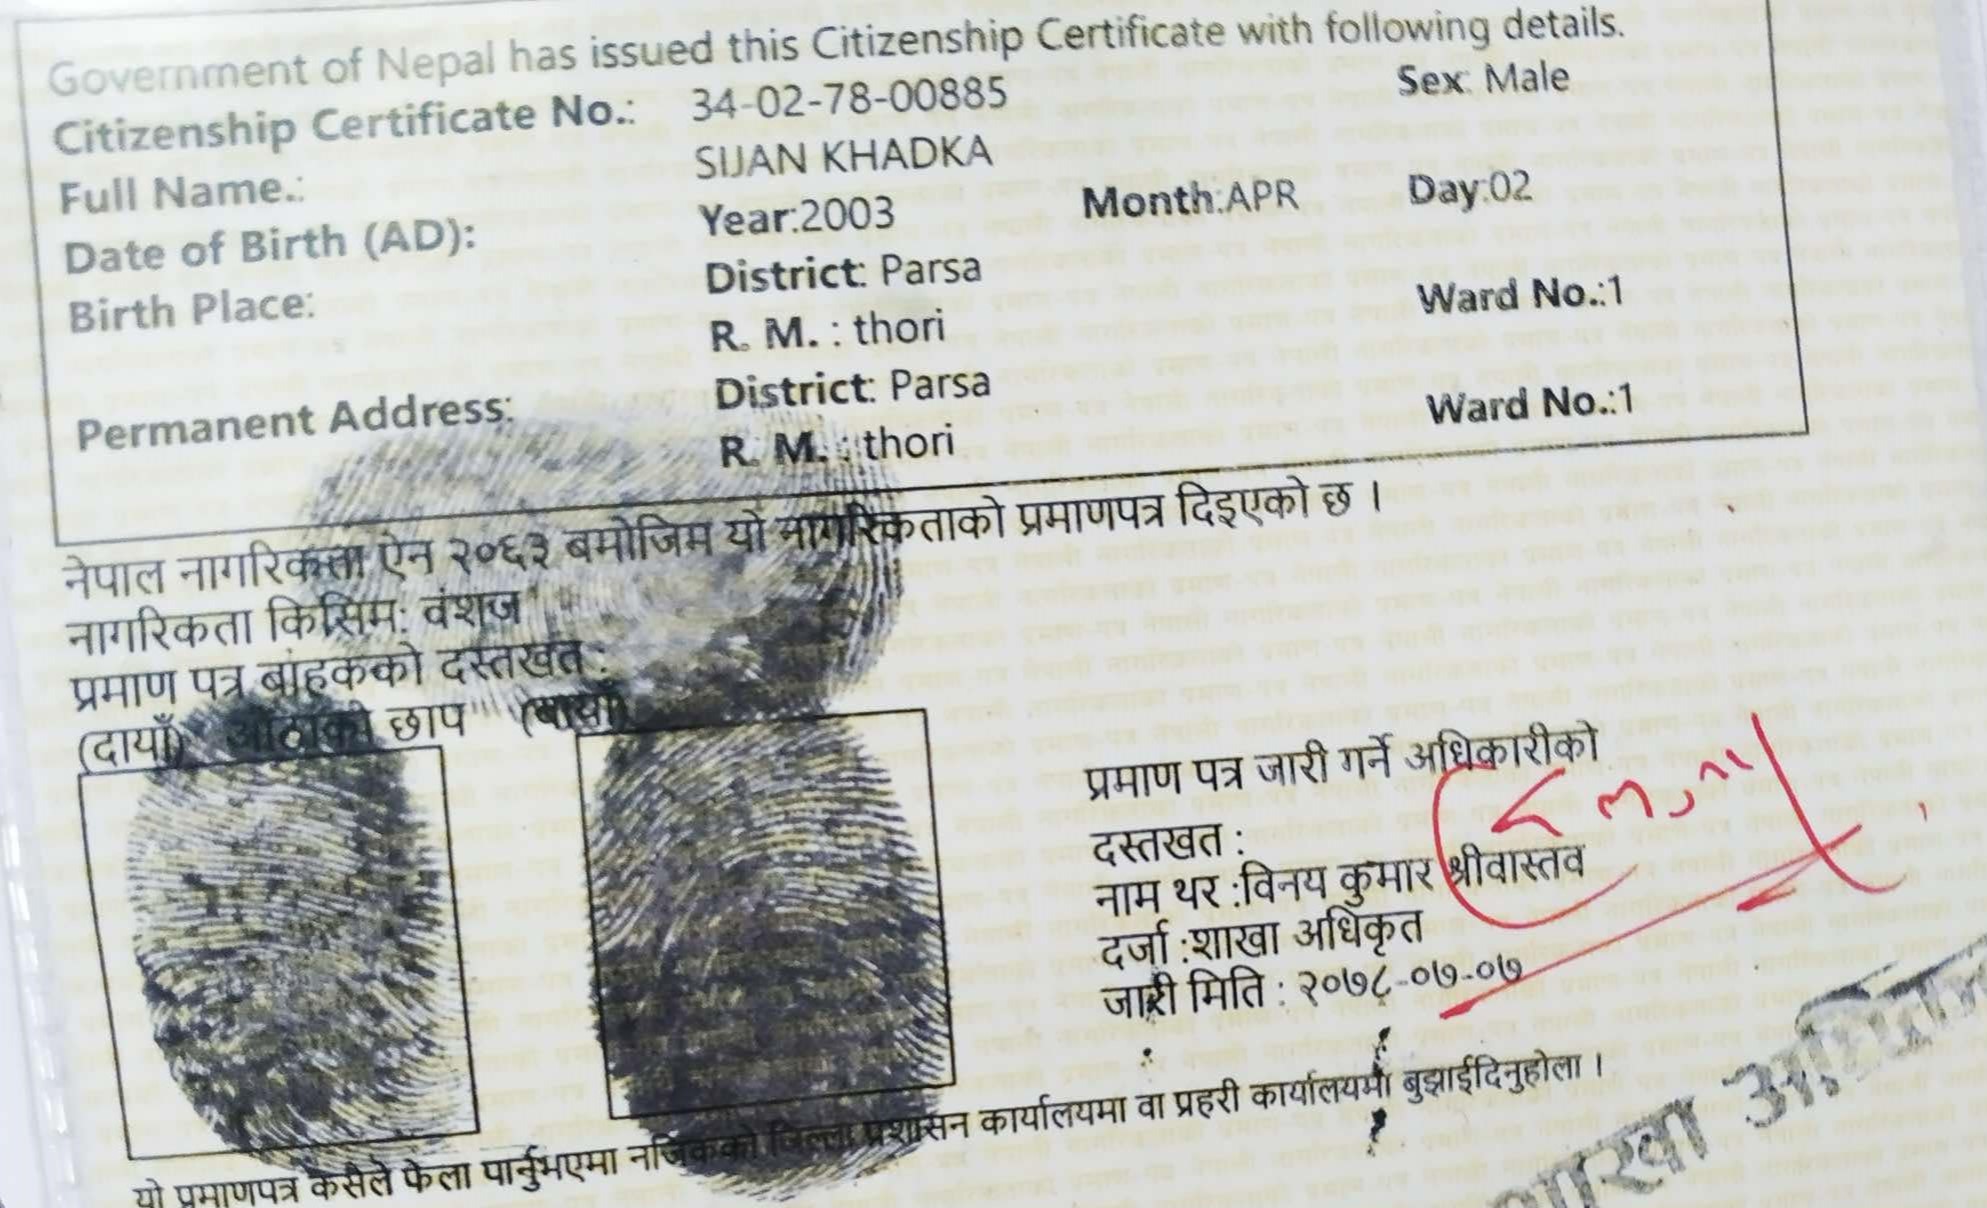 Government of Nepal has issued this Citizenship Certificate with following details.
Citizenship Certificate No.: 34-02-78-00885 Sex: Male
Full Name.: SIJAN KHADKA
Date of Birth (AD): Year:2003 Month:APR Day:02
Birth Place: District: Parsa
R. M. : thori Ward No.:1
Permanent Address: District: Parsa
R. M. : thori Ward No.:1
नेपाल नागरिकता ऐन २०६३ बमोजिम यो नागरिकताको प्रमाणपत्र दिइएको छ ।
नागरिकता किसिम: वंशज
प्रमाण पत्र बाहकको दस्तखत :
(दायाँ) औंठाको छाप (बायाँ)
प्रमाण पत्र जारी गर्ने अधिकारीको
दस्तखत :
नाम थर :विनय कुमार श्रीवास्तव
दर्जा :शाखा अधिकृत
जारी मिति : २०७८-०७-०७
यो प्रमाणपत्र कसैले फेला पार्नुभएमा नजिकको जिल्ला प्रशासन कार्यालयमा वा प्रहरी कार्यालयमा बुझाईदिनुहोला ।
शाखा